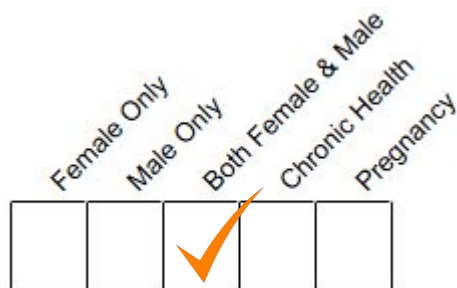 Female Only
Male Only
Both Female & Male
Chronic Health
Pregnancy